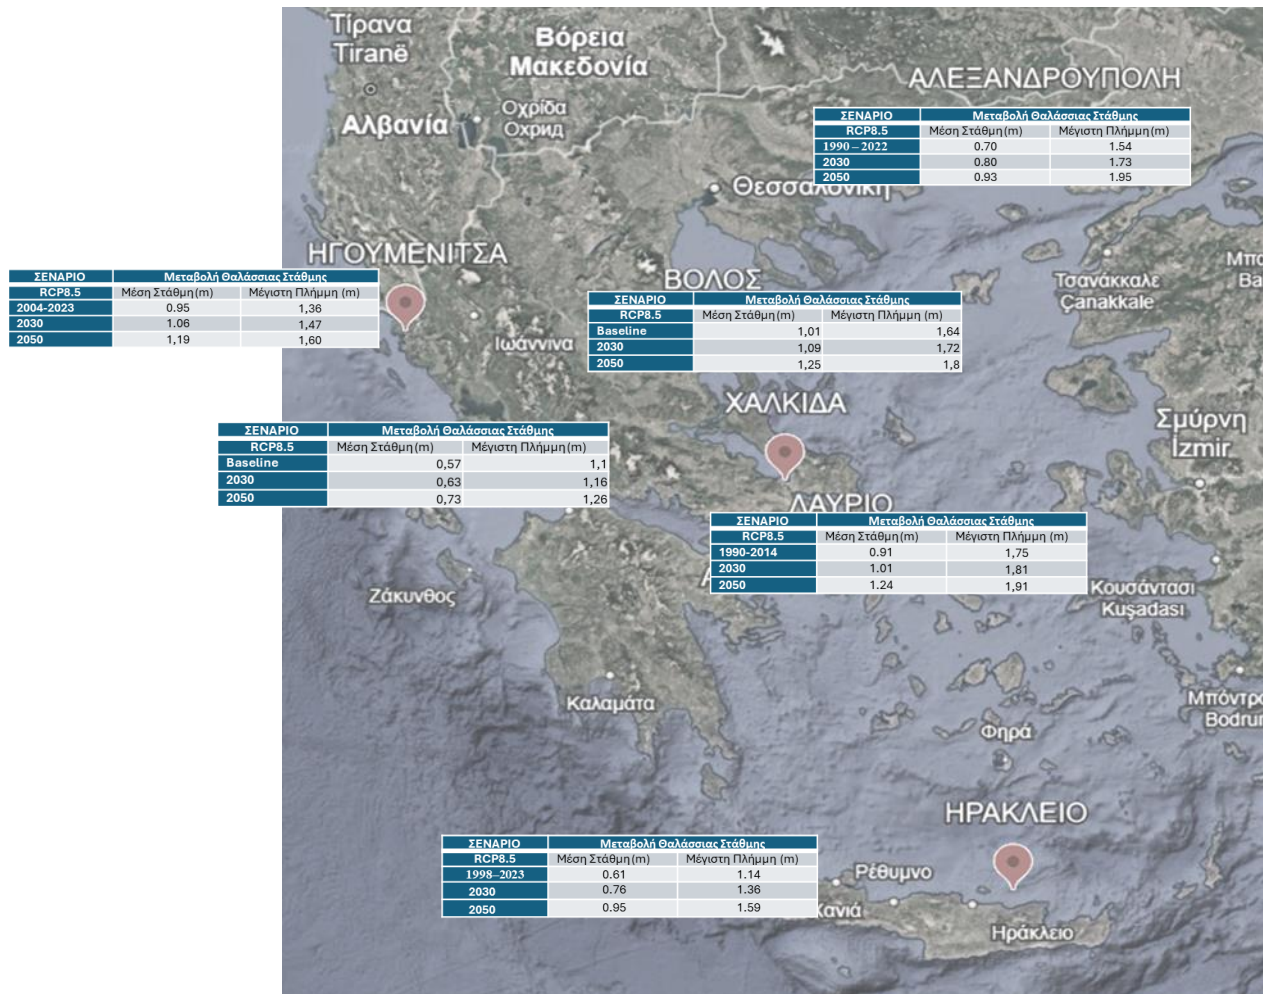 Τίρανα
Tiranë
Βόρεια
Μακεδονία
ΑΛΕΞΑΝΔΡΟΥΠΟΛΗ
Αλβανία
Οχρίδα
Охрид
ΣΕΝΑΡΙΟ Μεταβολή Θαλάσσιας Στάθμης
RCP8.5 Μέση Στάθμη (m) Μέγιστη Πλήμμη (m)
1990 – 2022 0.70 1.54
2030 0.80 1.73
2050 0.93 1.95
Θεσσαλονίκη
ΗΓΟΥΜΕΝΙΤΣΑ
ΒΟΛΟΣ
Τσανάκκαλε
Çanakkale
ΣΕΝΑΡΙΟ Μεταβολή Θαλάσσιας Στάθμης
RCP8.5 Μέση Στάθμη (m) Μέγιστη Πλήμμη (m)
2004-2023 0.95 1,36
2030 1.06 1,47
2050 1,19 1,60
ΣΕΝΑΡΙΟ Μεταβολή Θαλάσσιας Στάθμης
RCP8.5 Μέση Στάθμη (m) Μέγιστη Πλήμμη (m)
Baseline 1,01 1,64
2030 1,09 1,72
2050 1,25 1,8
Ιωάννινα
ΧΑΛΚΙΔΑ
Σμύρνη
İzmir
ΣΕΝΑΡΙΟ Μεταβολή Θαλάσσιας Στάθμης
RCP8.5 Μέση Στάθμη (m) Μέγιστη Πλήμμη (m)
Baseline 0,57 1,1
2030 0,63 1,16
2050 0,73 1,26
ΛΑΥΡΙΟ
ΣΕΝΑΡΙΟ Μεταβολή Θαλάσσιας Στάθμης
RCP8.5 Μέση Στάθμη (m) Μέγιστη Πλήμμη (m)
1990-2014 0.91 1,75
2030 1.01 1,81
2050 1.24 1,91
Ζάκυνθος
Κουσάντασι
Kuşadası
Καλαμάτα
Μπόντρο
Bodrum
Φηρά
ΗΡΑΚΛΕΙΟ
ΣΕΝΑΡΙΟ Μεταβολή Θαλάσσιας Στάθμης
RCP8.5 Μέση Στάθμη (m) Μέγιστη Πλήμμη (m)
1998–2023 0.61 1.14
2030 0.76 1.36
2050 0.95 1.59
Ρέθυμνο
Χανιά
Ηράκλειο